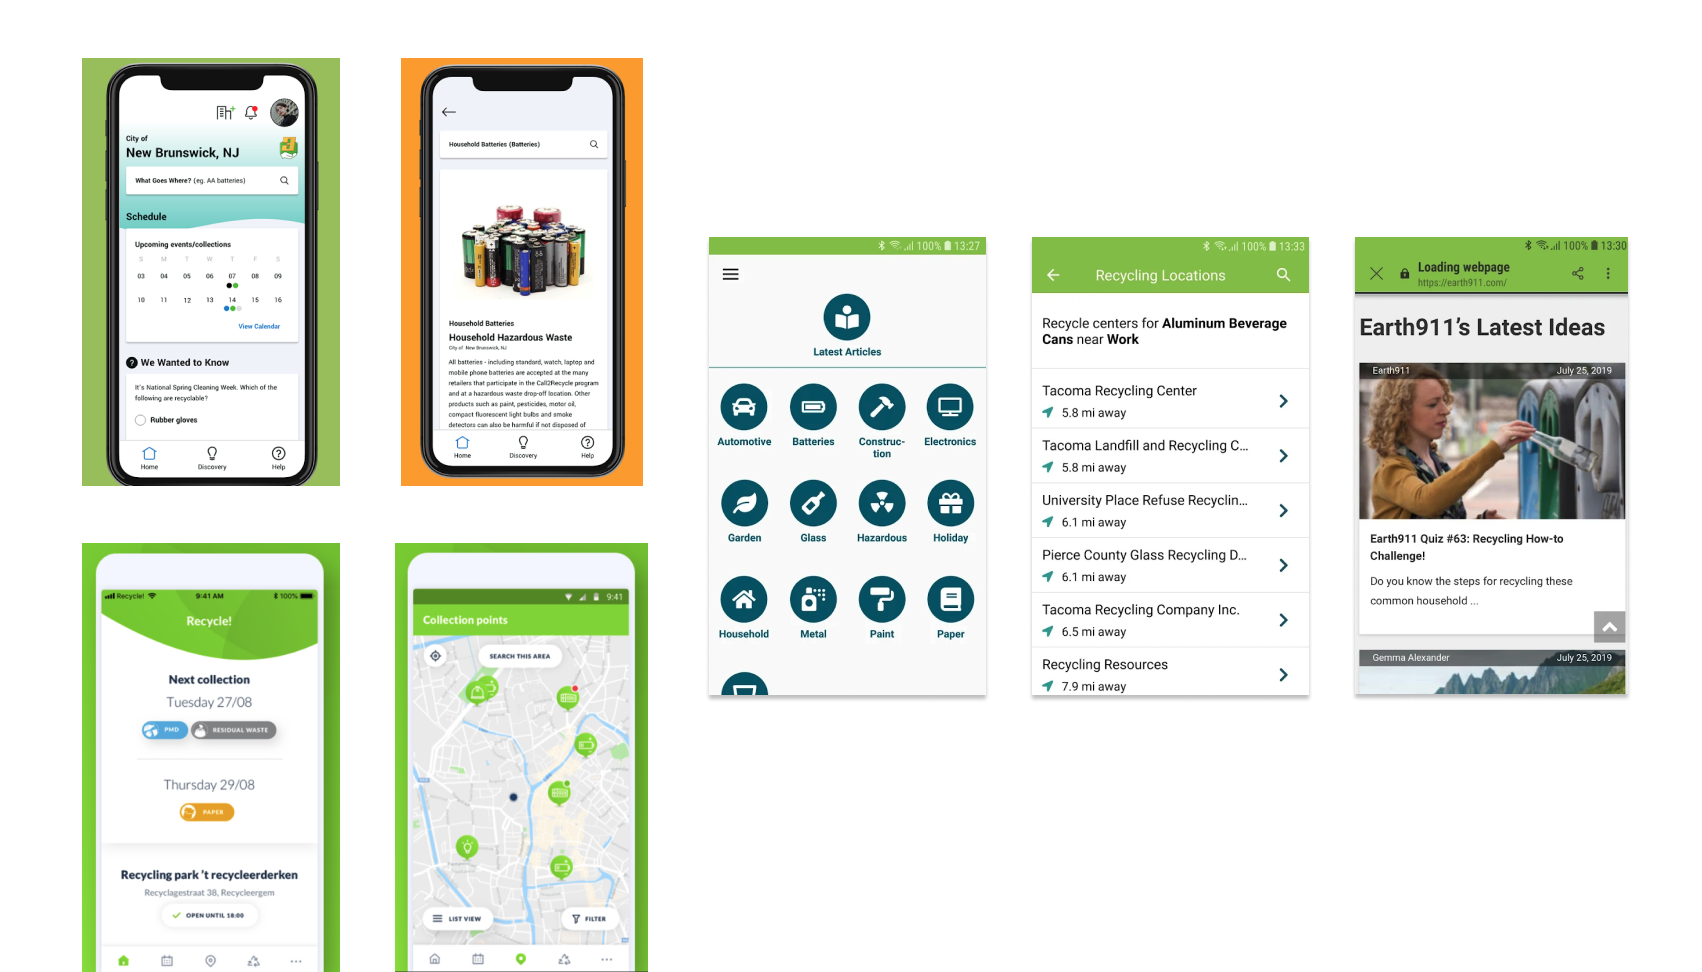 City of
New Brunswick, NJ
What Goes Where? (eg. AA batteries)
Schedule
Upcoming events/collections
S M T W T F S
03 04 05 06 07 08 09
10 11 12 13 14 15 16
View Calendar
? We Wanted to Know
It's National Spring Cleaning Week. Which of the
following are recyclable?
Rubber gloves
Home Discovery Help
Household Batteries (Batteries)
Household Batteries
Household Hazardous Waste
City of New Brunswick, NJ
All batteries - including standard, watch, laptop and
mobile phone batteries are accepted at the many
retailers that participate in the Call2Recycle program
and at a hazardous waste drop-off location. Other
products such as paint, pesticides, motor oil,
compact fluorescent light bulbs and smoke
detectors can also be harmful if not disposed of
Home Discovery Help
Recycle! 9:41 AM 100%
Recycle!
Next collection
Tuesday 27/08
PMD RESIDUAL WASTE
Thursday 29/08
PAPER
Recycling park 't recycleerderken
Recyclagestraat 38, Recycleergem
OPEN UNTIL 18:00
9:41
Collection points
SEARCH THIS AREA
LIST VIEW FILTER
100% 13:27
Latest Articles
Automotive Batteries Construc-
tion Electronics
Garden Glass Hazardous Holiday
Household Metal Paint Paper
100% 13:33
Recycling Locations
Recycle centers for Aluminum Beverage
Cans near Work
Tacoma Recycling Center
5.8 mi away
Tacoma Landfill and Recycling C...
5.8 mi away
University Place Refuse Recyclin...
6.1 mi away
Pierce County Glass Recycling D...
6.1 mi away
Tacoma Recycling Company Inc.
6.5 mi away
Recycling Resources
7.9 mi away
100% 13:30
Loading webpage
https://earth911.com/
Earth911's Latest Ideas
Earth911 July 25, 2019
Earth911 Quiz #63: Recycling How-to
Challenge!
Do you know the steps for recycling these
common household ...
Gemma Alexander July 25, 2019